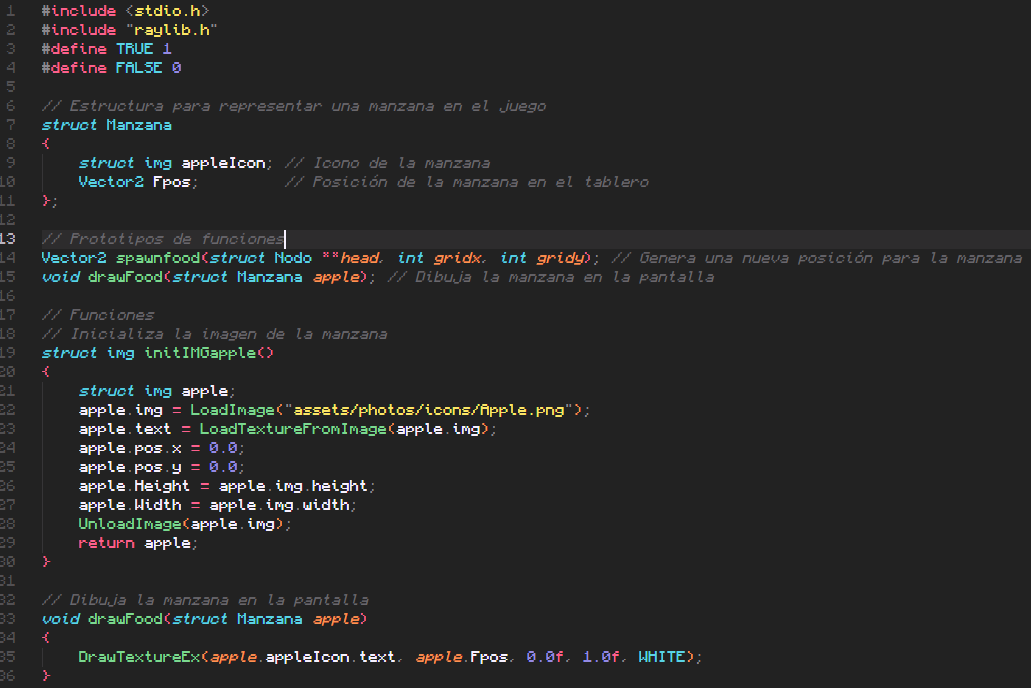 1 #include <stdio.h>
2 #include "raylib.h"
3 #define TRUE 1
4 #define FALSE 0
5
6 // Estructura para representar una manzana en el juego
7 struct Manzana
8 {
9 struct img appleIcon; // Icono de la manzana
10 Vector2 Fpos; // Posición de la manzana en el tablero
11 };
12
13 // Prototipos de funciones
14 Vector2 spawnfood(struct Nodo **head, int gridx, int gridy); // Genera una nueva posición para la manzana
15 void drawFood(struct Manzana apple); // Dibuja la manzana en la pantalla
16
17 // Funciones
18 // Inicializa la imagen de la manzana
19 struct img initIMGapple()
20 {
21 struct img apple;
22 apple.img = LoadImage("assets/photos/icons/Apple.png");
23 apple.text = LoadTextureFromImage(apple.img);
24 apple.pos.x = 0.0;
25 apple.pos.y = 0.0;
26 apple.Height = apple.img.height;
27 apple.Width = apple.img.width;
28 UnloadImage(apple.img);
29 return apple;
30 }
31
32 // Dibuja la manzana en la pantalla
33 void drawFood(struct Manzana apple)
34 {
35 DrawTextureEx(apple.appleIcon.text, apple.Fpos, 0.0f, 1.0f, WHITE);
36 }